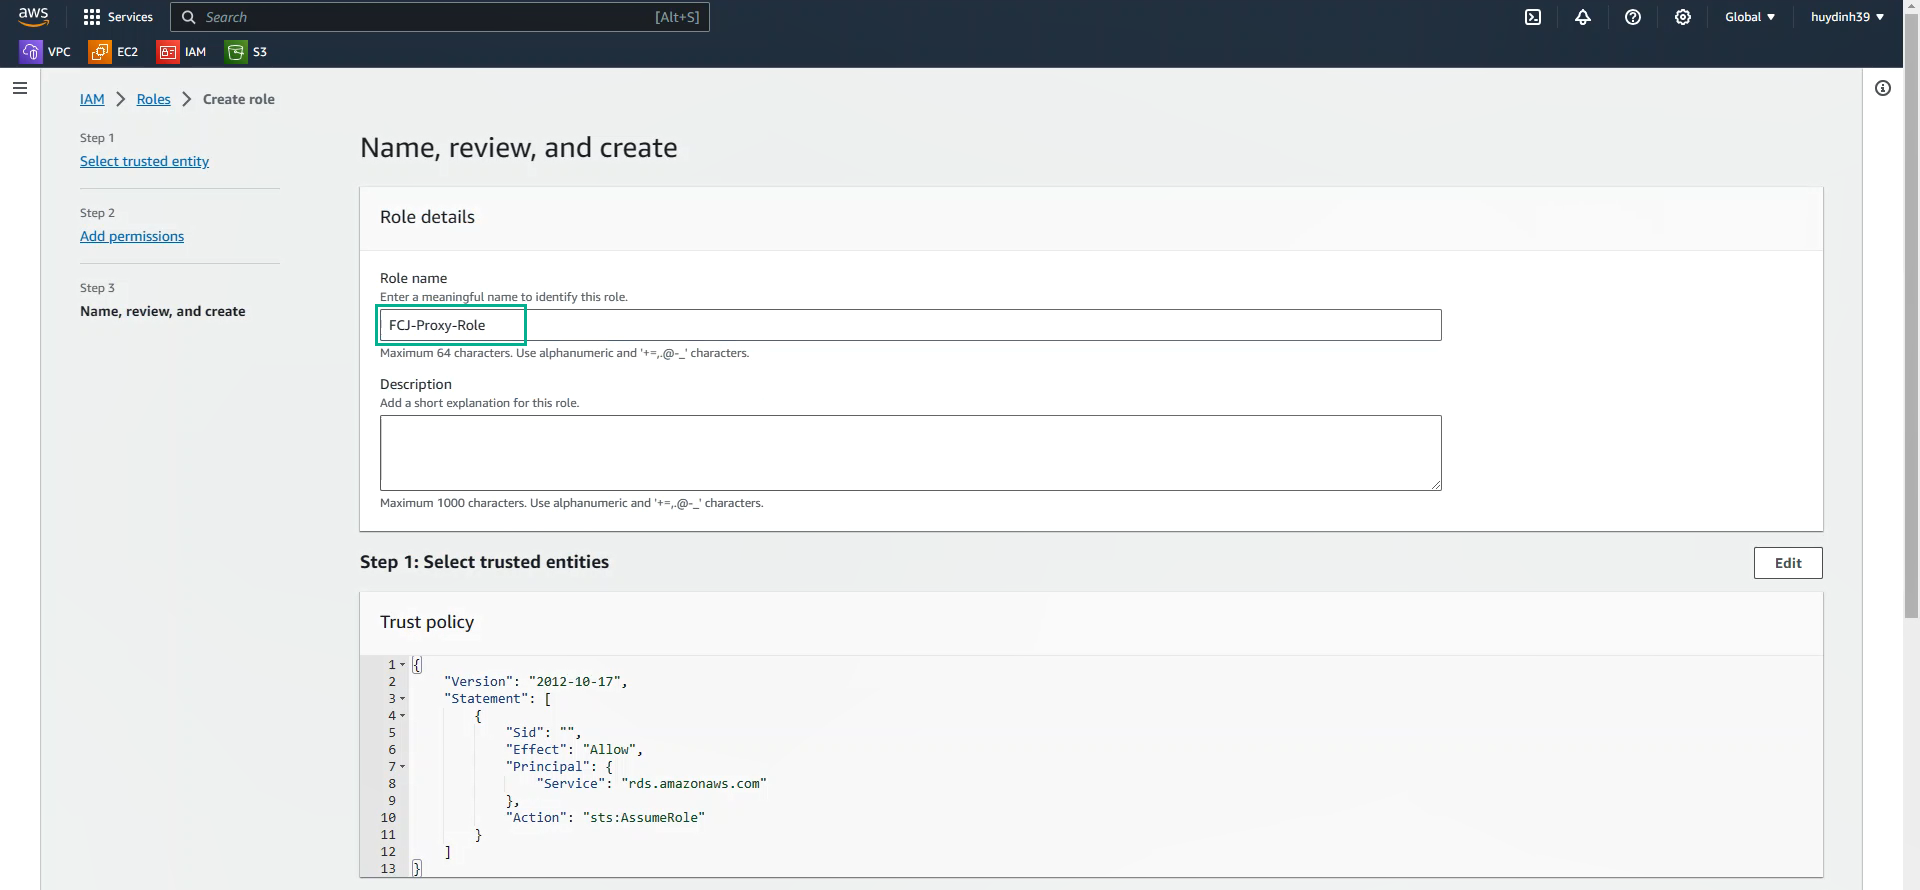 aws
Services
Search
[Alt+S]
Global
huydinh39
VPC
EC2
IAM
S3
IAM
Roles
Create role
Step 1
Select trusted entity
Step 2
Add permissions
Step 3
Name, review, and create
Name, review, and create
Role details
Role name
Enter a meaningful name to identify this role.
FCJ-Proxy-Role
Maximum 64 characters. Use alphanumeric and '+=,.@-_' characters.
Description
Add a short explanation for this role.
Maximum 1000 characters. Use alphanumeric and '+=,.@-_' characters.
Step 1: Select trusted entities
Edit
Trust policy
1 {
2 "Version": "2012-10-17",
3 "Statement": [
4 {
5 "Sid": "",
6 "Effect": "Allow",
7 "Principal": {
8 "Service": "rds.amazonaws.com"
9 },
10 "Action": "sts:AssumeRole"
11 }
12 ]
13 }